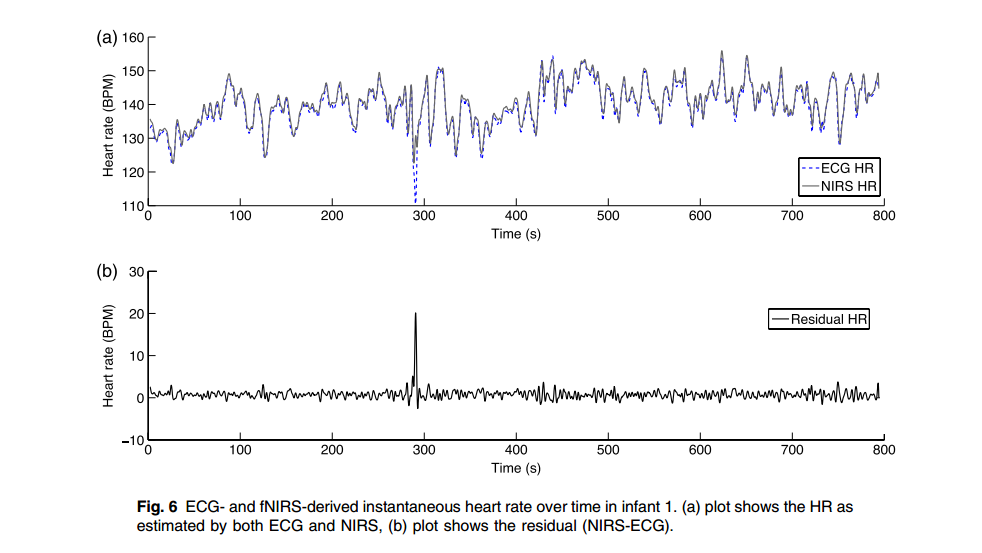 (a)
160
150
140
130
120
110
Heart rate (BPM)
ECG HR
NIRS HR
0 100 200 300 400 500 600 700 800
Time (s)
(b)
30
20
10
0
−10
Heart rate (BPM)
Residual HR
0 100 200 300 400 500 600 700 800
Time (s)
Fig. 6 ECG- and fNIRS-derived instantaneous heart rate over time in infant 1. (a) plot shows the HR as
estimated by both ECG and NIRS, (b) plot shows the residual (NIRS-ECG).